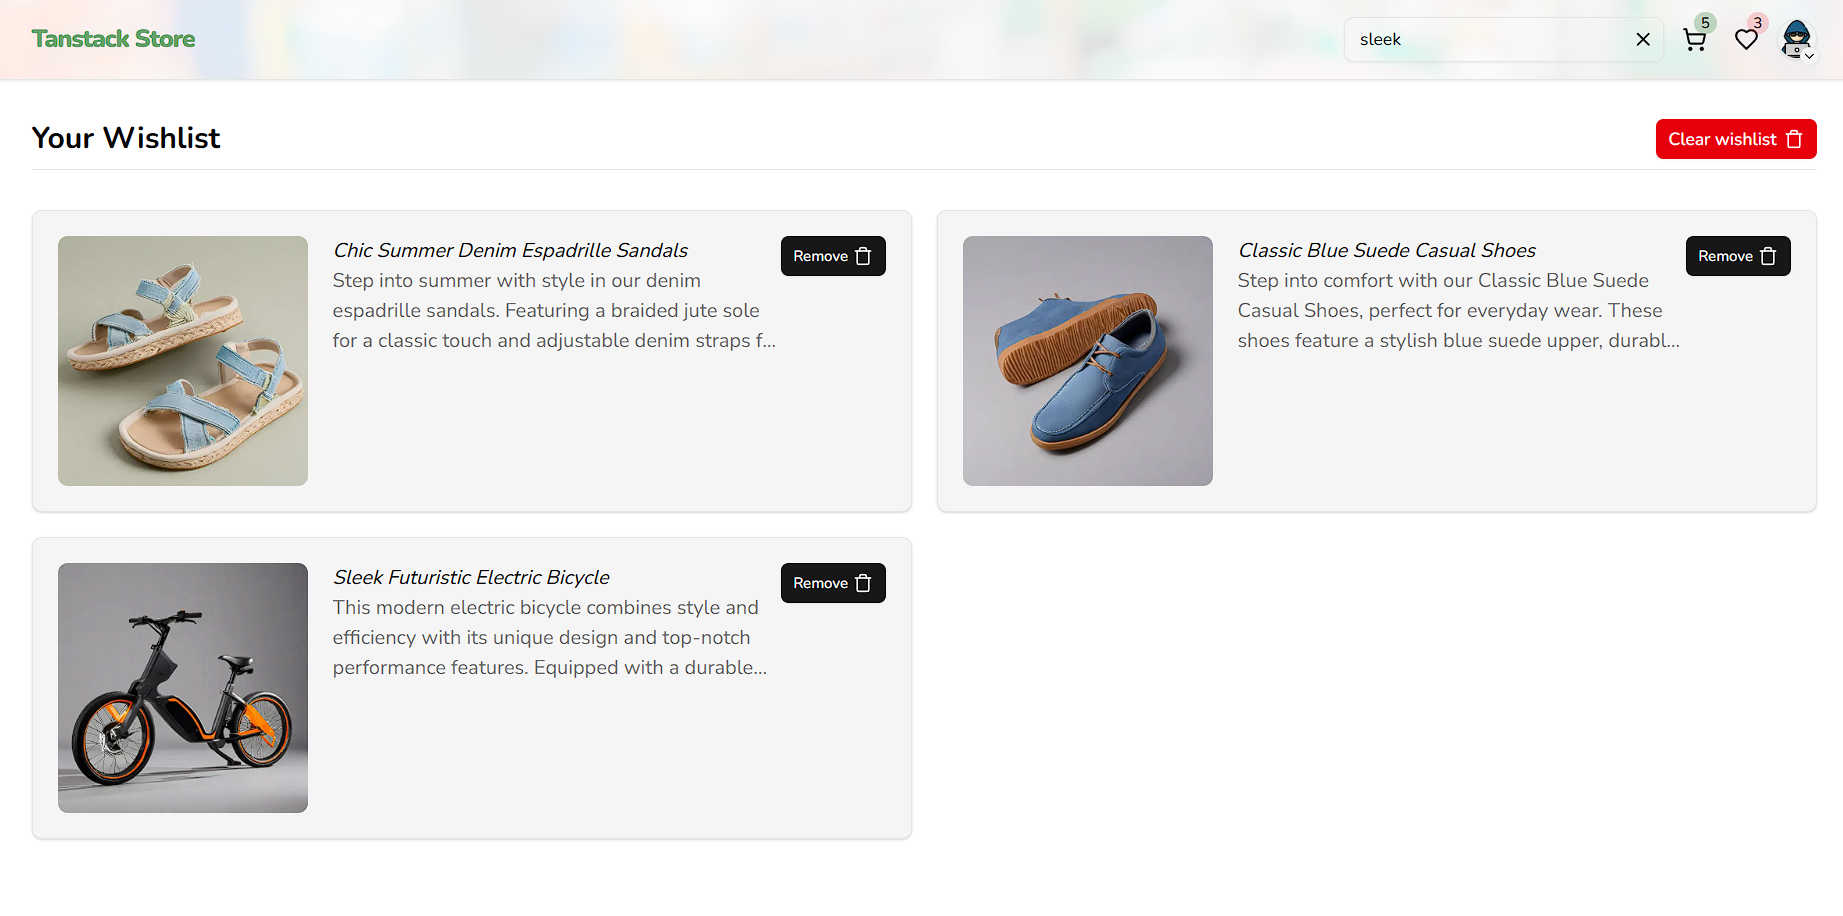 Tanstack Store
sleek
5
3
Your Wishlist
Clear wishlist
Chic Summer Denim Espadrille Sandals
Step into summer with style in our denim
espadrille sandals. Featuring a braided jute sole
for a classic touch and adjustable denim straps f...
Remove
Classic Blue Suede Casual Shoes
Step into comfort with our Classic Blue Suede
Casual Shoes, perfect for everyday wear. These
shoes feature a stylish blue suede upper, durabl...
Remove
Sleek Futuristic Electric Bicycle
This modern electric bicycle combines style and
efficiency with its unique design and top-notch
performance features. Equipped with a durable...
Remove